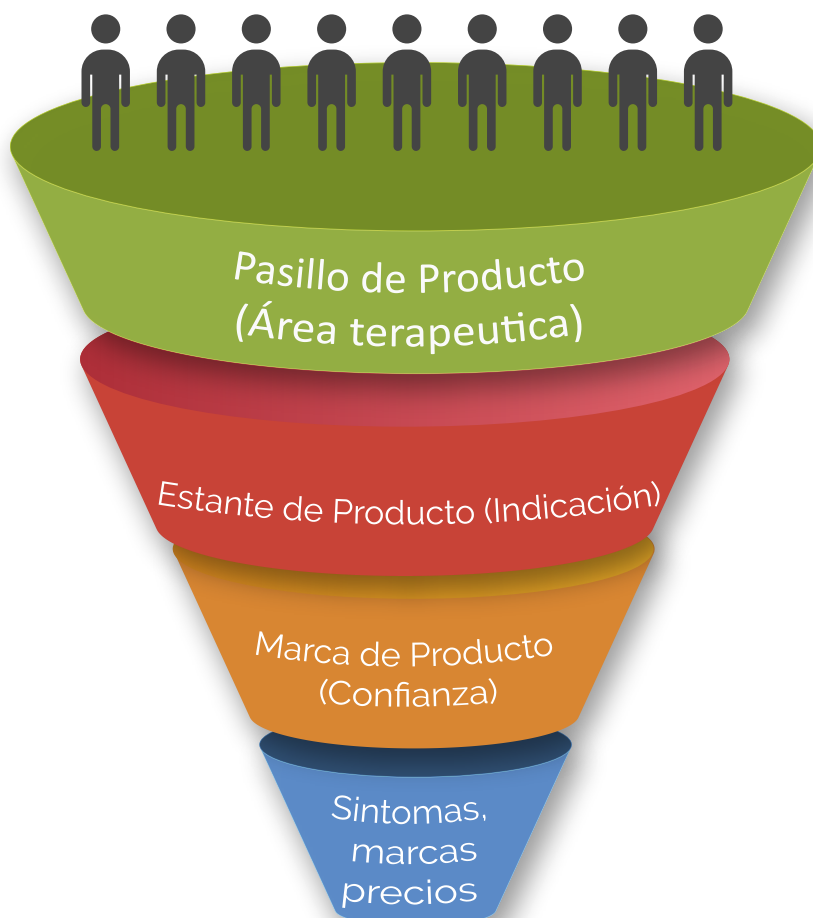 Pasillo de Producto
(Área terapeutica)
Estante de Producto (Indicación)
Marca de Producto
(Confianza)
Sintomas,
marcas
precios